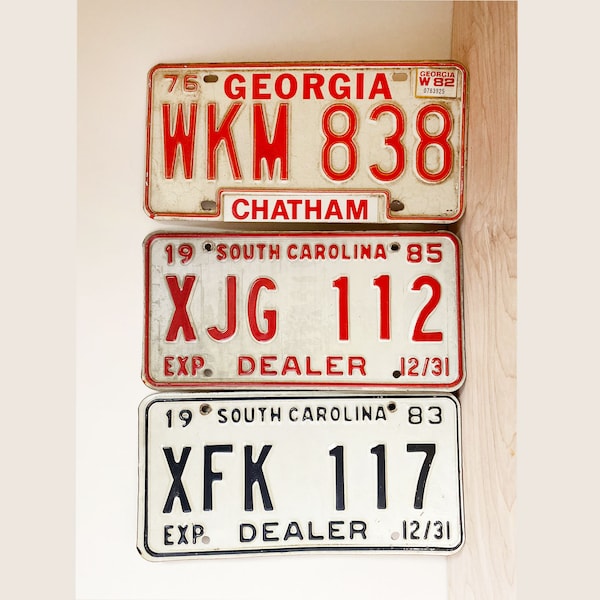 76 GEORGIA GEORGIA
W 82
0783925
WKM 838
CHATHAM
19 SOUTH CAROLINA 85
XJG 112
EXP DEALER 12/31
19 SOUTH CAROLINA 83
XFK 117
EXP DEALER 12/31